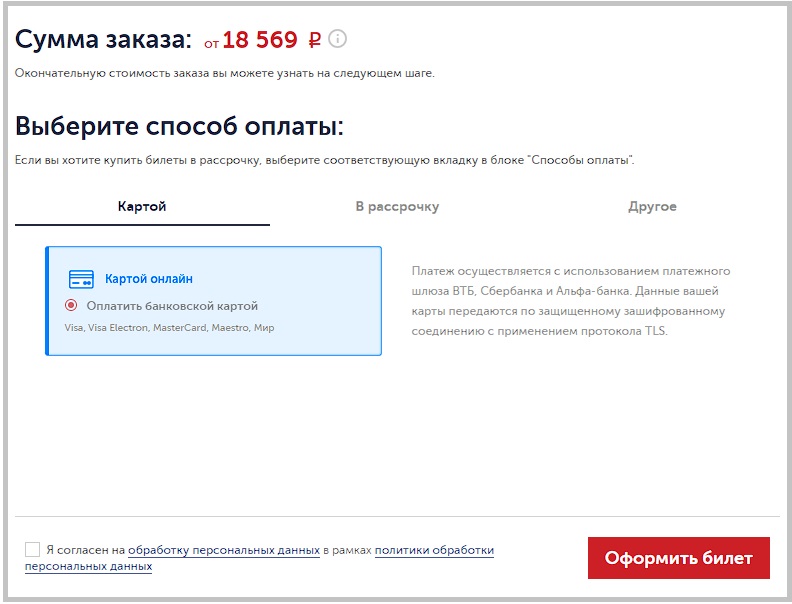 Сумма заказа: от 18 569 ₽
Окончательную стоимость заказа вы можете узнать на следующем шаге.
Выберите способ оплаты:
Если вы хотите купить билеты в рассрочку, выберите соответствующую вкладку в блоке "Способы оплаты".
Картой В рассрочку Другое
Картой онлайн
Оплатить банковской картой
Visa, Visa Electron, MasterCard, Maestro, Мир
Платеж осуществляется с использованием платежного
шлюза ВТБ, Сбербанка и Альфа-банка. Данные вашей
карты передаются по защищенному зашифрованному
соединению с применением протокола TLS.
Я согласен на обработку персональных данных в рамках политики обработки
персональных данных
Оформить билет